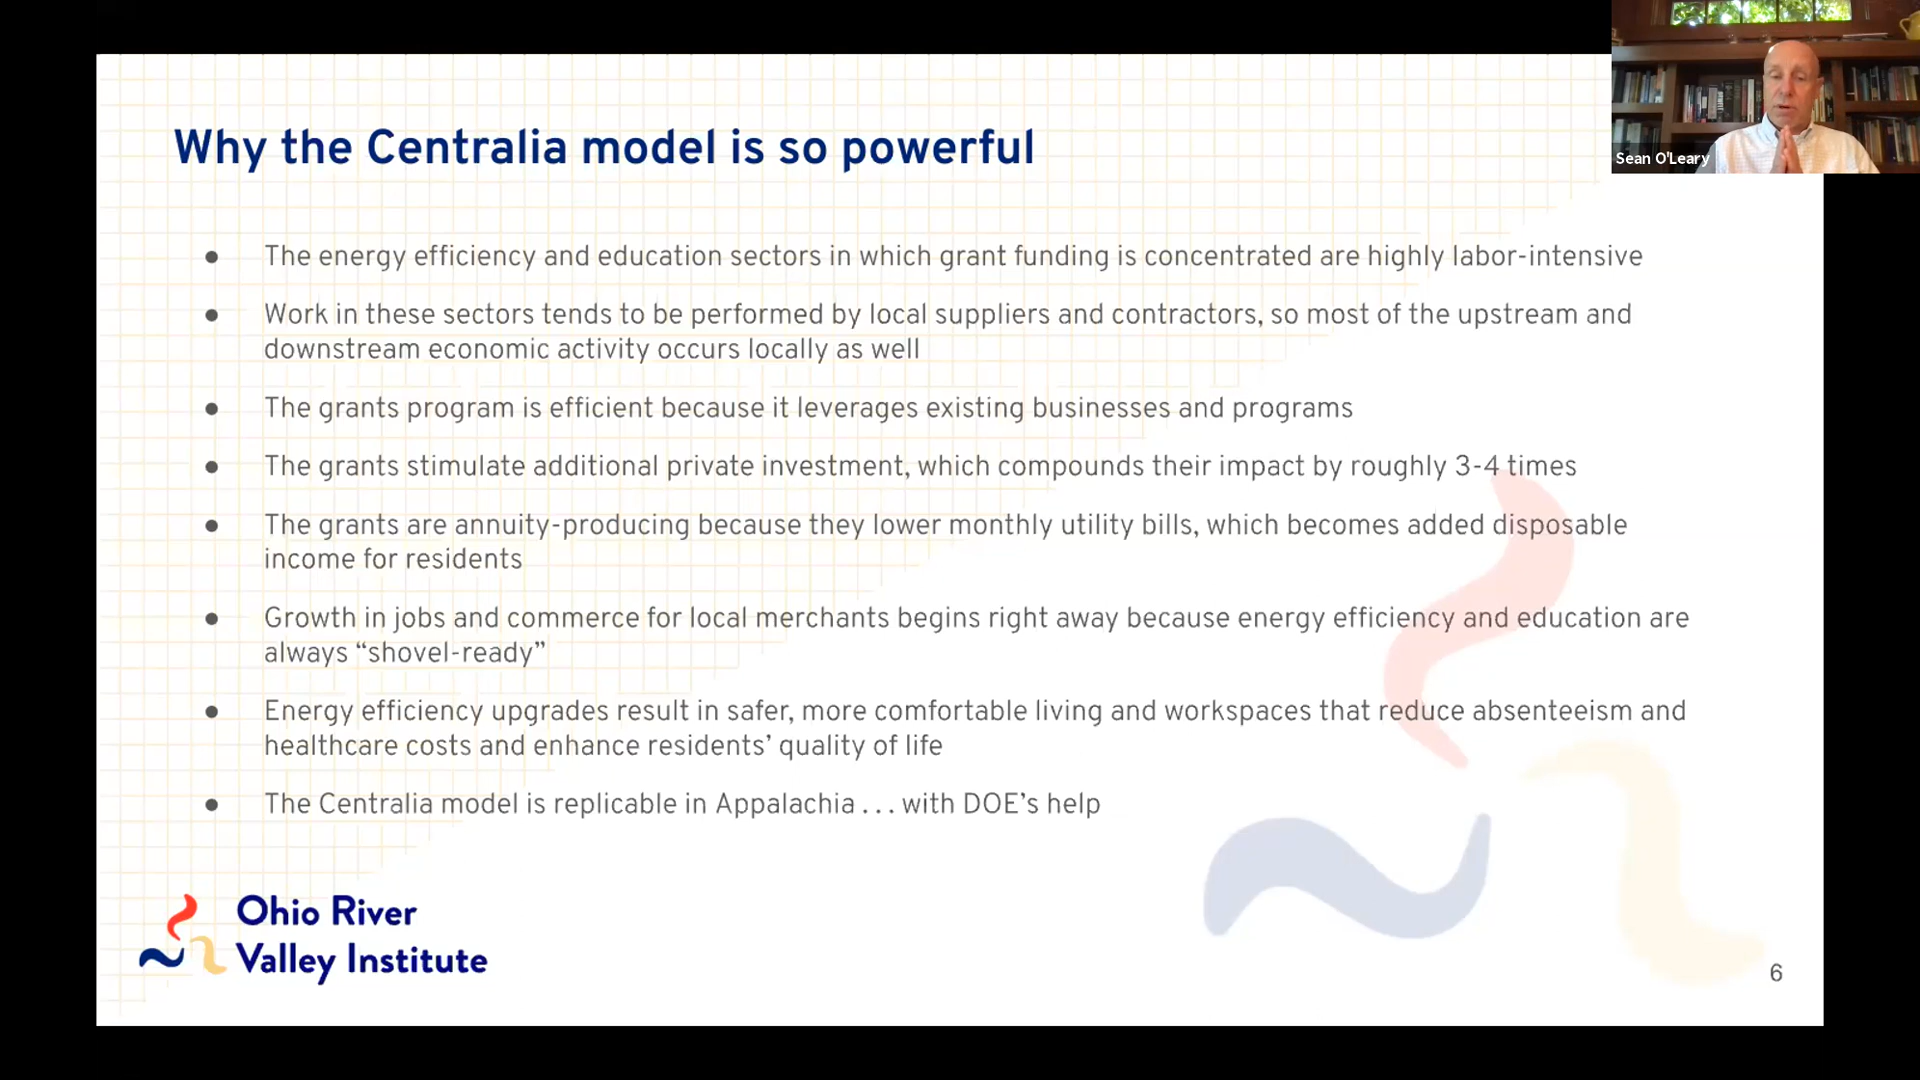 Sean O'Leary
Why the Centralia model is so powerful
● The energy efficiency and education sectors in which grant funding is concentrated are highly labor-intensive
● Work in these sectors tends to be performed by local suppliers and contractors, so most of the upstream and
downstream economic activity occurs locally as well
● The grants program is efficient because it leverages existing businesses and programs
● The grants stimulate additional private investment, which compounds their impact by roughly 3-4 times
● The grants are annuity-producing because they lower monthly utility bills, which becomes added disposable
income for residents
● Growth in jobs and commerce for local merchants begins right away because energy efficiency and education are
always “shovel-ready”
● Energy efficiency upgrades result in safer, more comfortable living and workspaces that reduce absenteeism and
healthcare costs and enhance residents’ quality of life
● The Centralia model is replicable in Appalachia . . . with DOE’s help
Ohio River
Valley Institute
6